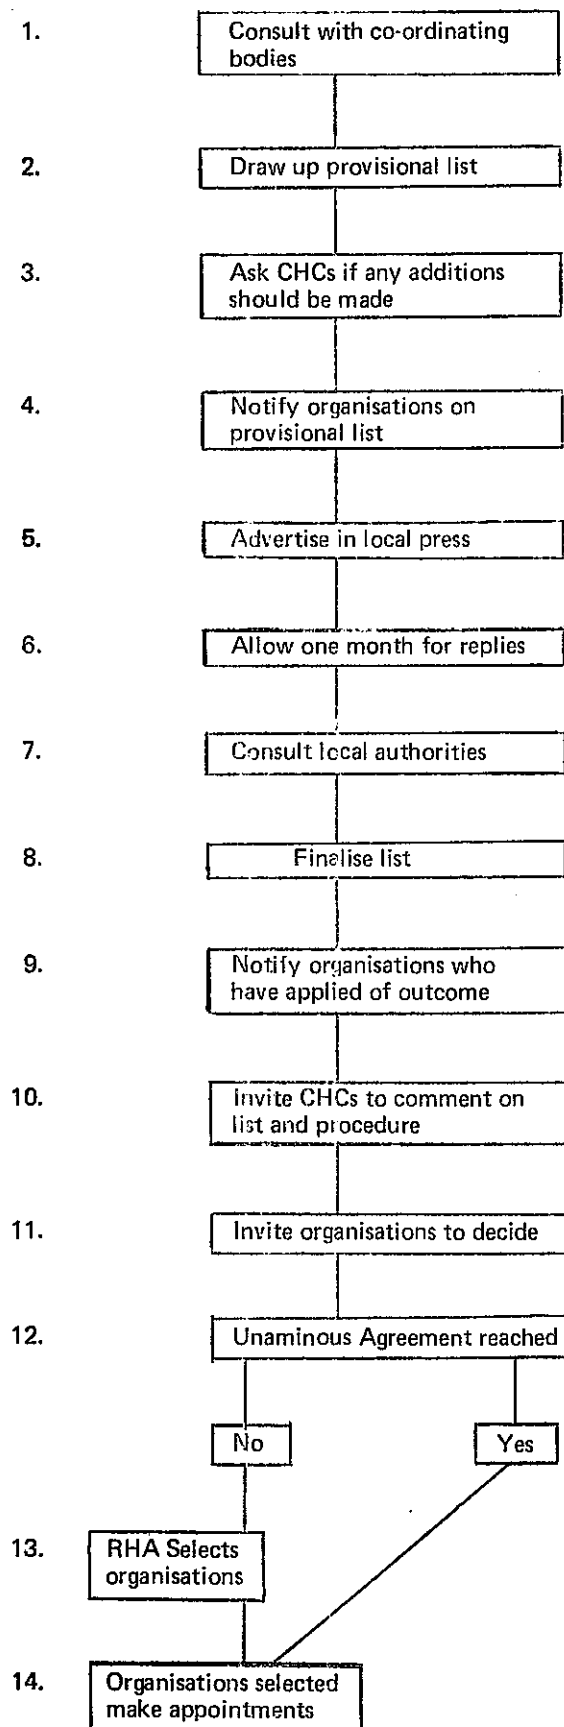 1. Consult with co-ordinating
bodies
2. Draw up provisional list
3. Ask CHCs if any additions
should be made
4. Notify organisations on
provisional list
5. Advertise in local press
6. Allow one month for replies
7. Consult local authorities
8. Finalise list
9. Notify organisations who
have applied of outcome
10. Invite CHCs to comment on
list and procedure
11. Invite organisations to decide
12. Unaminous Agreement reached
No Yes
13. RHA Selects
organisations
14. Organisations selected
make appointments